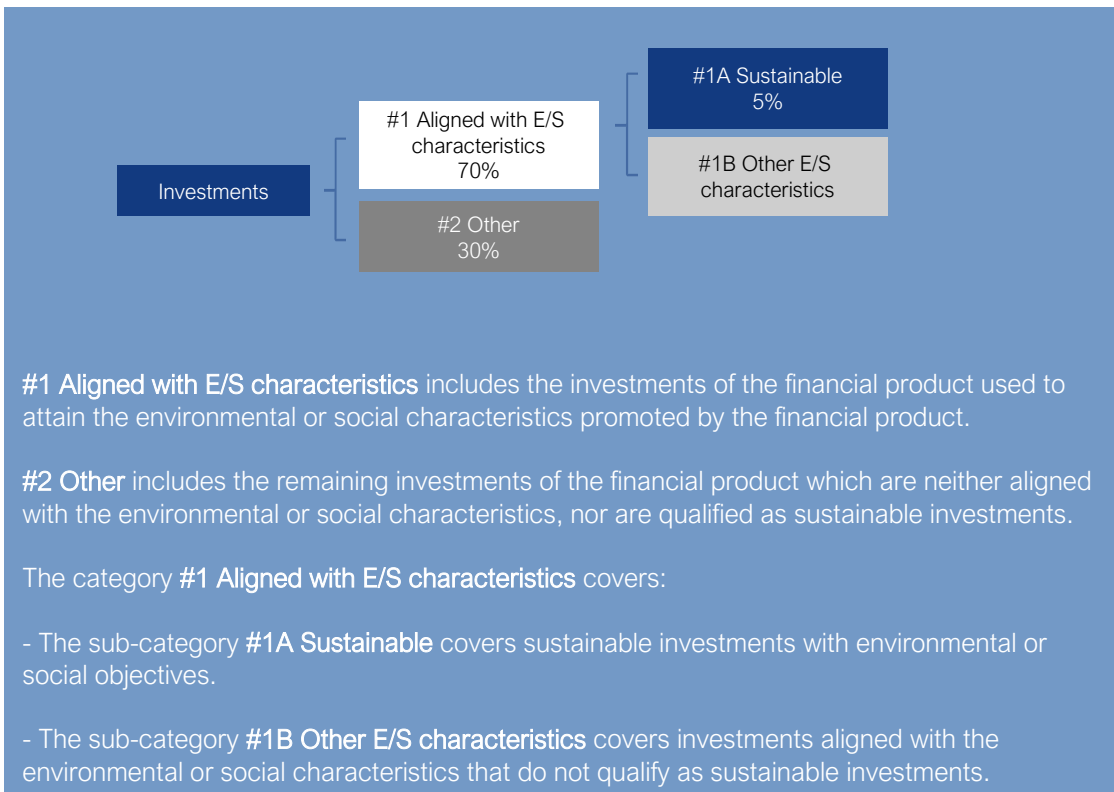 #1A Sustainable
5%
#1 Aligned with E/S
characteristics
70%
#1B Other E/S
characteristics
Investments
#2 Other
30%
#1 Aligned with E/S characteristics includes the investments of the financial product used to
attain the environmental or social characteristics promoted by the financial product.
#2 Other includes the remaining investments of the financial product which are neither aligned
with the environmental or social characteristics, nor are qualified as sustainable investments.
The category #1 Aligned with E/S characteristics covers:
- The sub-category #1A Sustainable covers sustainable investments with environmental or
social objectives.
- The sub-category #1B Other E/S characteristics covers investments aligned with the
environmental or social characteristics that do not qualify as sustainable investments.